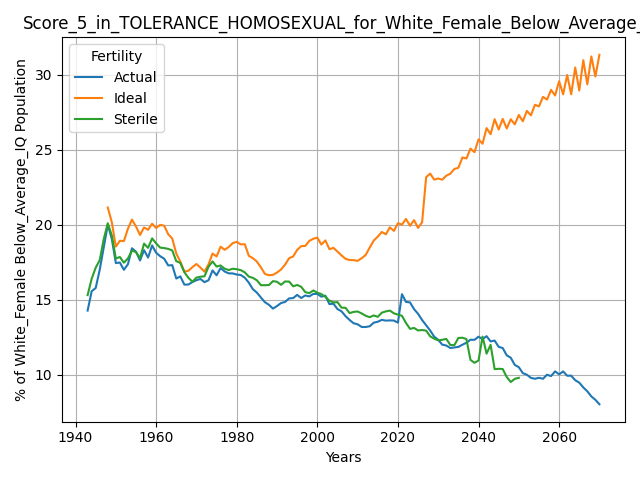 Score_5_in_TOLERANCE_HOMOSEXUAL_for_White_Female_Below_Average_
Fertility
Actual
Ideal
Sterile
% of White_Female Below_Average_IQ Population
30
25
20
15
10
1940 1960 1980 2000 2020 2040 2060
Years